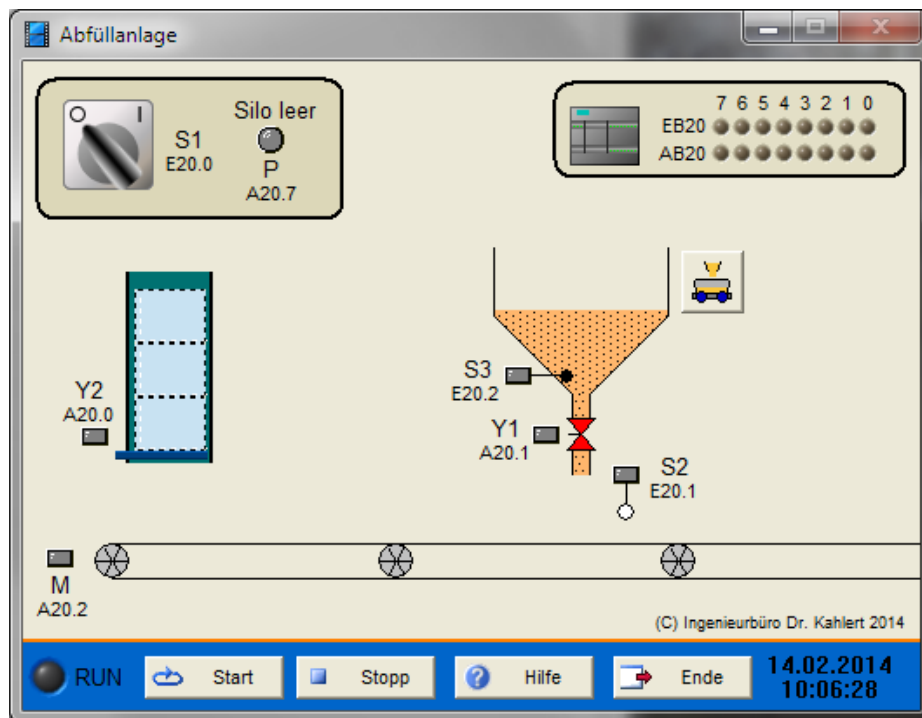 Abfüllanlage
O I
S1
E20.0
Silo leer
P
A20.7
7 6 5 4 3 2 1 0
EB20
AB20
Y2
A20.0
S3
E20.2
Y1
A20.1
S2
E20.1
M
A20.2
(C) Ingenieurbüro Dr. Kahlert 2014
RUN
Start
Stopp
Hilfe
Ende
14.02.2014
10:06:28